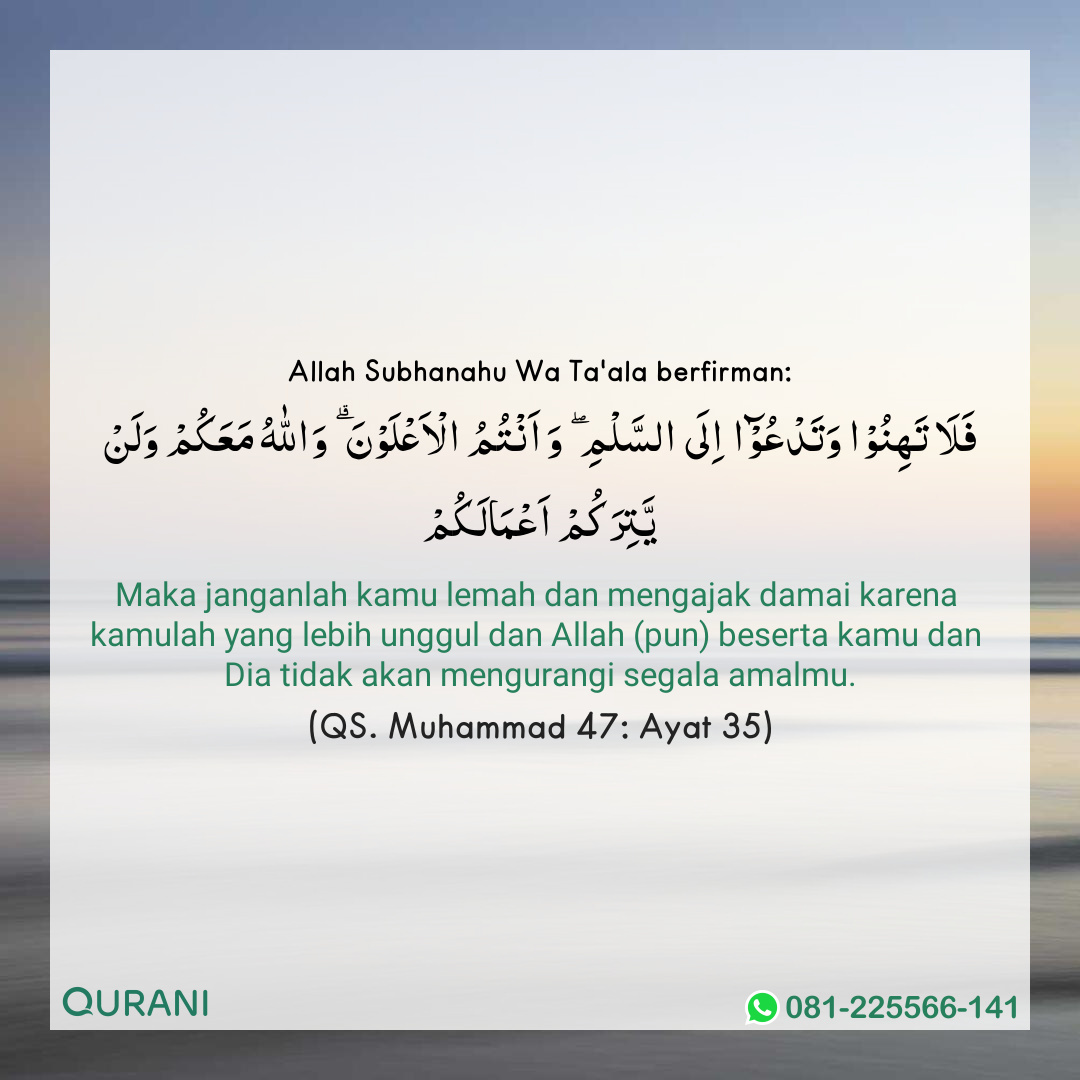 Allah Subhanahu Wa Ta'ala berfirman:
فَلَا تَهِنُوْا وَتَدْعُوْٓا اِلَى السَّلْمِۖ وَاَنْتُمُ الْاَعْلَوْنَۗ وَاللّٰهُ مَعَكُمْ وَلَنْ
يَّتِرَكُمْ اَعْمَالَكُمْ
Maka janganlah kamu lemah dan mengajak damai karena
kamulah yang lebih unggul dan Allah (pun) beserta kamu dan
Dia tidak akan mengurangi segala amalmu.
(QS. Muhammad 47: Ayat 35)
QURANI
081-225566-141